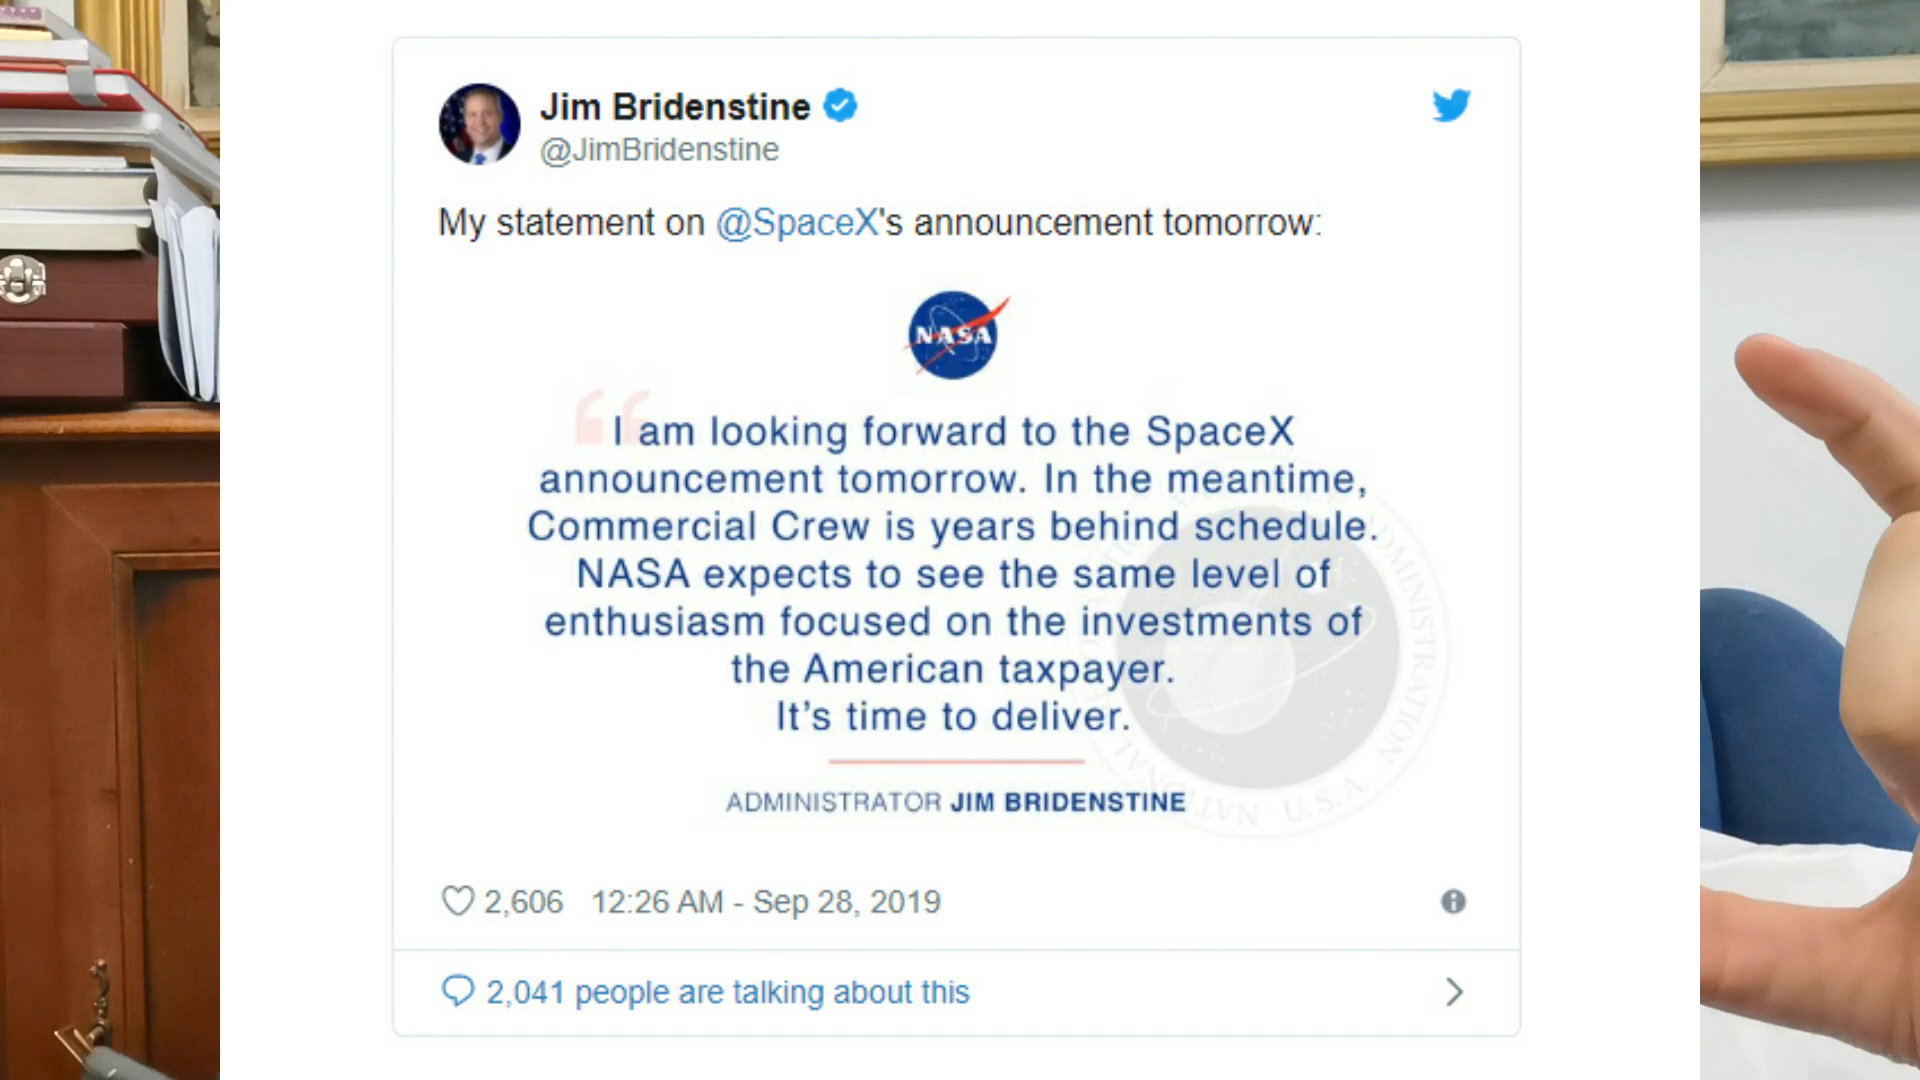 Jim Bridenstine
@JimBridenstine
My statement on @SpaceX's announcement tomorrow:
NASA
“I am looking forward to the SpaceX
announcement tomorrow. In the meantime,
Commercial Crew is years behind schedule.
NASA expects to see the same level of
enthusiasm focused on the investments of
the American taxpayer.
It’s time to deliver.
ADMINISTRATOR JIM BRIDENSTINE
NATIONAL ADMINISTRATION U.S.A.
2,606 12:26 AM - Sep 28, 2019
2,041 people are talking about this